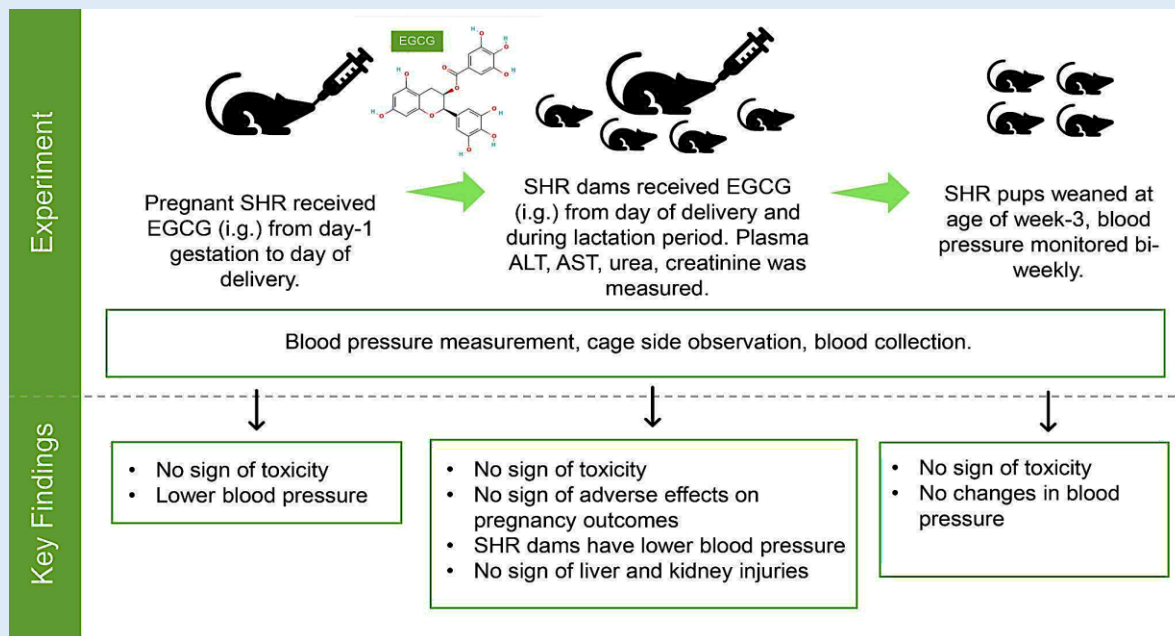 EGCG
Experiment
Pregnant SHR received
EGCG (i.g.) from day-1
gestation to day of
delivery.
SHR dams received EGCG
(i.g.) from day of delivery and
during lactation period. Plasma
ALT, AST, urea, creatinine was
measured.
SHR pups weaned at
age of week-3, blood
pressure monitored bi-
weekly.
Blood pressure measurement, cage side observation, blood collection.
Key Findings
• No sign of toxicity
• Lower blood pressure
• No sign of toxicity
• No sign of adverse effects on
pregnancy outcomes
• SHR dams have lower blood pressure
• No sign of liver and kidney injuries
• No sign of toxicity
• No changes in blood
pressure